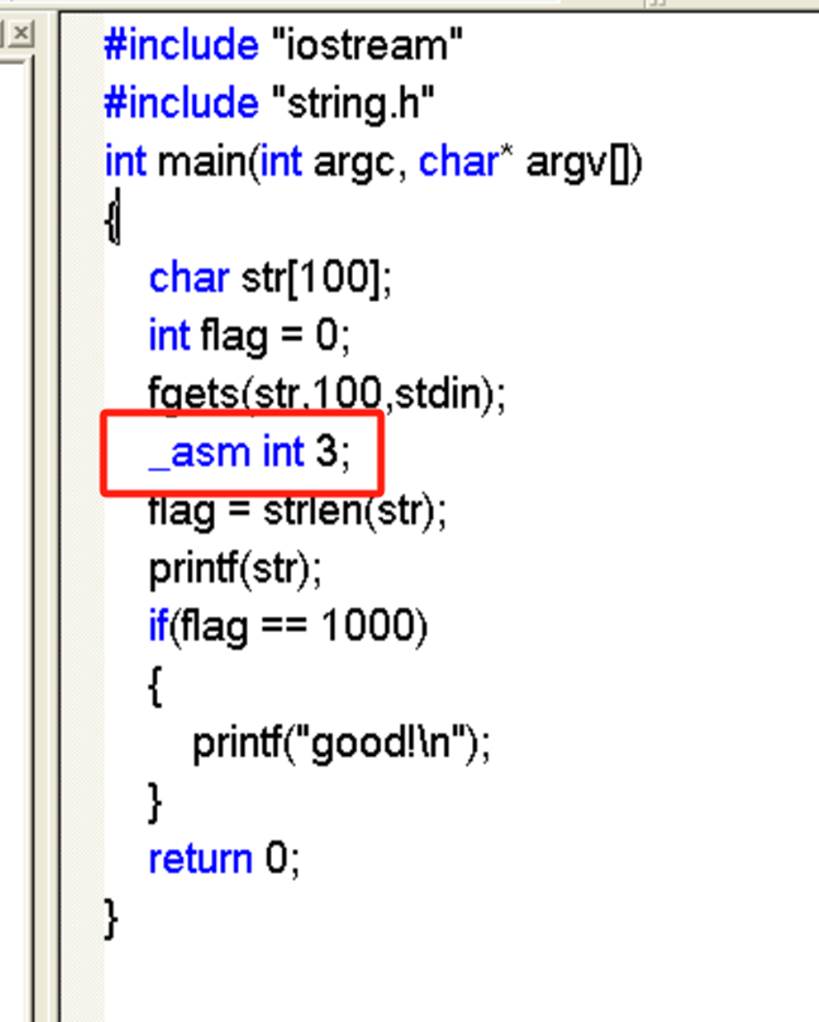 #include "iostream"
#include "string.h"
int main(int argc, char* argv[])
{
char str[100];
int flag = 0;
fgets(str,100,stdin);
_asm int 3;
flag = strlen(str);
printf(str);
if(flag == 1000)
{
printf("good!\n");
}
return 0;
}